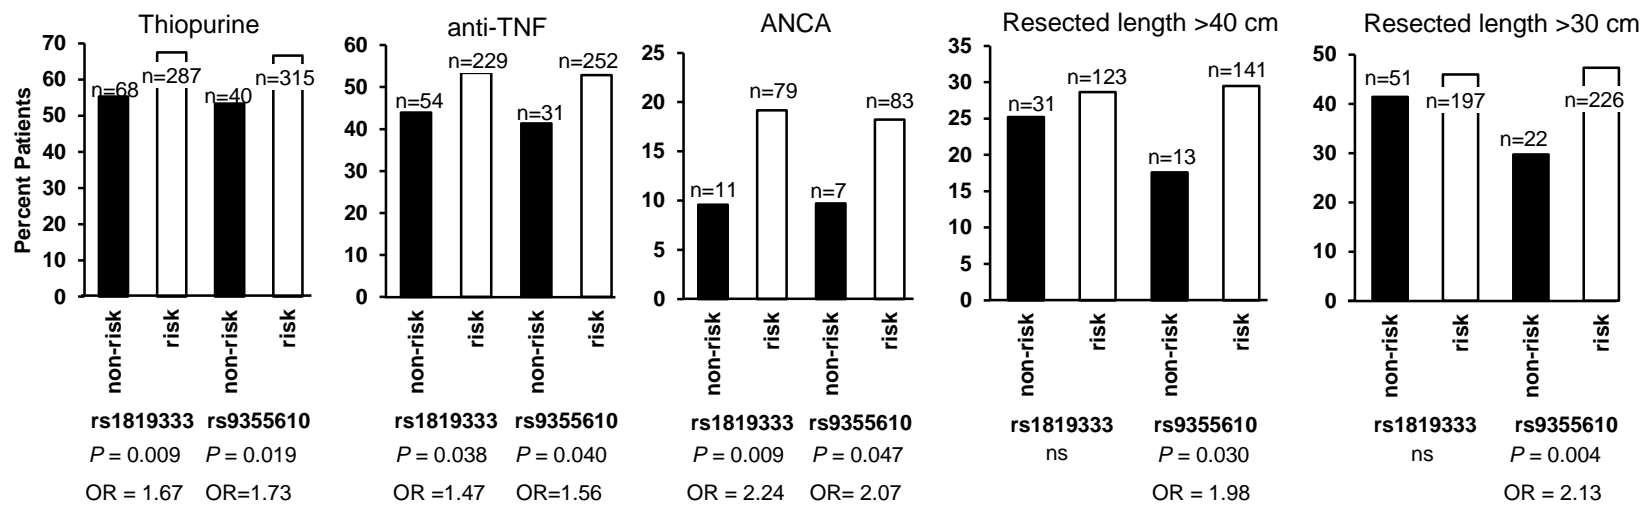 Thiopurine
Percent Patients
70
60
50
40
30
20
10
0
n=68
n=287
n=40
n=315
non-risk
risk
non-risk
risk
rs1819333 rs9355610
P = 0.009 P = 0.019
OR = 1.67 OR=1.73
anti-TNF
60
50
40
30
20
10
0
n=54
n=229
n=31
n=252
non-risk
risk
non-risk
risk
rs1819333 rs9355610
P = 0.038 P = 0.040
OR =1.47 OR=1.56
ANCA
25
20
15
10
5
0
n=11
n=79
n=7
n=83
non-risk
risk
non-risk
risk
rs1819333 rs9355610
P = 0.009 P = 0.047
OR = 2.24 OR= 2.07
Resected length >40 cm
35
30
25
20
15
10
5
0
n=31
n=123
n=13
n=141
non-risk
risk
non-risk
risk
rs1819333 rs9355610
ns P = 0.030
OR = 1.98
Resected length >30 cm
50
40
30
20
10
0
n=51
n=197
n=22
n=226
non-risk
risk
non-risk
risk
rs1819333 rs9355610
ns P = 0.004
OR = 2.13